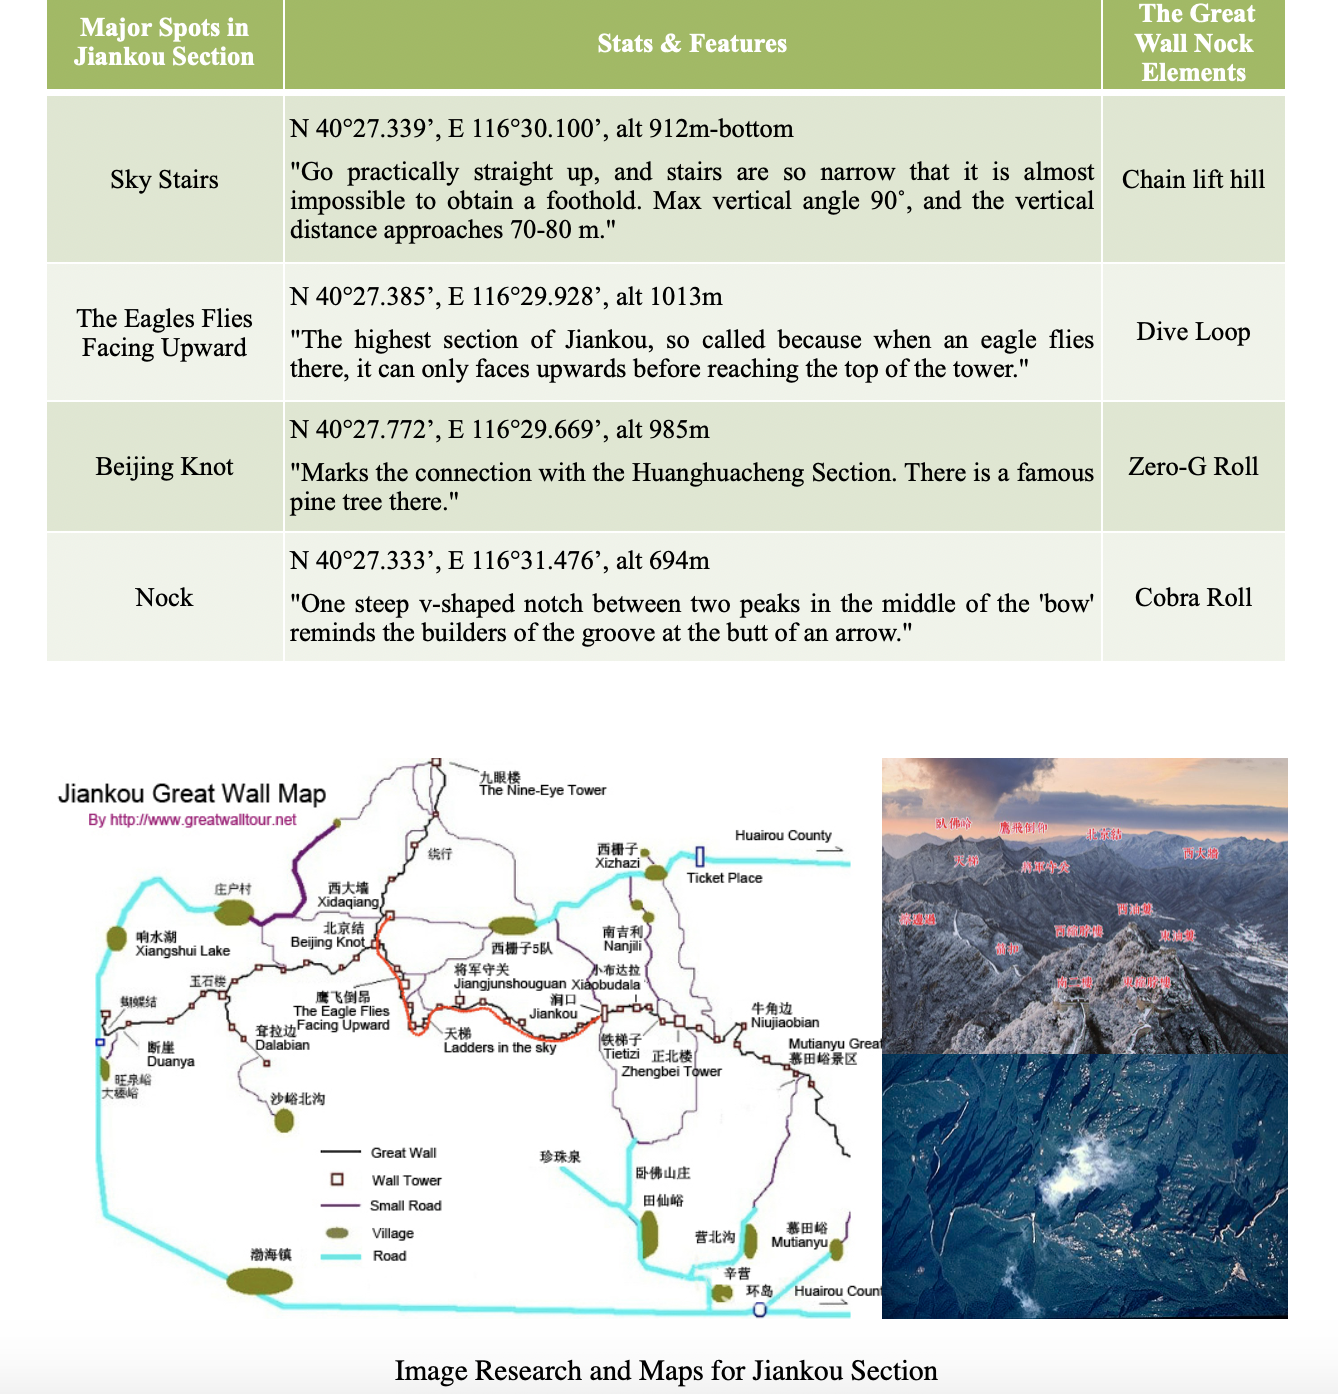 Major Spots in
Jiankou Section
Stats & Features
The Great
Wall Nock
Elements
Sky Stairs
N 40°27.339’, E 116°30.100’, alt 912m-bottom
"Go practically straight up, and stairs are so narrow that it is almost
impossible to obtain a foothold. Max vertical angle 90˚, and the vertical
distance approaches 70-80 m."
Chain lift hill
The Eagles Flies
Facing Upward
N 40°27.385’, E 116°29.928’, alt 1013m
"The highest section of Jiankou, so called because when an eagle flies
there, it can only faces upwards before reaching the top of the tower."
Dive Loop
Beijing Knot
N 40°27.772’, E 116°29.669’, alt 985m
"Marks the connection with the Huanghuacheng Section. There is a famous
pine tree there."
Zero-G Roll
Nock
N 40°27.333’, E 116°31.476’, alt 694m
"One steep v-shaped notch between two peaks in the middle of the 'bow'
reminds the builders of the groove at the butt of an arrow."
Cobra Roll
Jiankou Great Wall Map
By http://www.greatwalltour.net
九眼楼
The Nine-Eye Tower
绕行
Huairou County
西栅子
Xizhazi
Ticket Place
庄户村
西大墙
Xidaqiang
北京结
Beijing Knot
响水湖
Xiangshui Lake
西栅子5队
南吉利
Nanjili
玉石楼
将军守关
Jiangjunshouguan
小布达拉
Xiaobudala
蝴蝶结
鹰飞倒仰
The Eagle Flies
Facing Upward
涧口
Jiankou
牛角边
Niujiaobian
断崖
Duanya
Dalabian
天梯
Ladders in the sky
铁梯子
Tietizi
正北楼
Zhengbei Tower
Mutianyu Great
慕田峪景区
旺泉峪
沙峪北沟
Great Wall
Wall Tower
Small Road
Village
Road
珍珠泉
卧佛山庄
田仙峪
营北沟
慕田峪
Mutianyu
渤海镇
辛营
环岛
Huairou Count
鹰飞倒仰
北京结
西大墙
天梯
將軍守关
Image Research and Maps for Jiankou Section